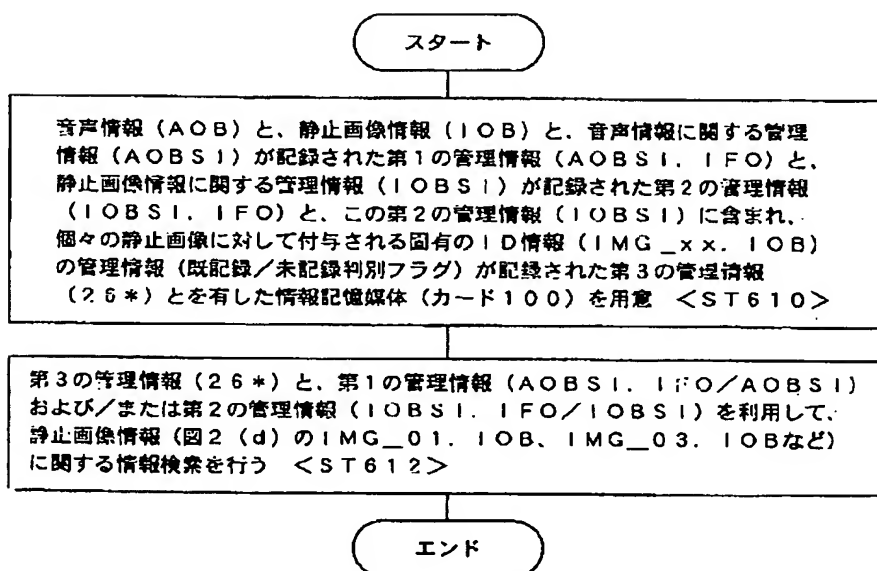 スタート
音声情報（AOB）と、静止画像情報（IOB）と、音声情報に関する管理
情報（AOBSI）が記録された第1の管理情報（AOBSI．IFO）と、
静止画像情報に関する管理情報（IOBSI）が記録された第2の管理情報
（IOBSI．IFO）と、この第2の管理情報（IOBSI）に含まれ、
個々の静止画像に対して付与される固有のID情報（IMG＿xx．IOB）
の管理情報（既記録／未記録判別フラグ）が記録された第3の管理情報
（26＊）とを有した情報記憶媒体（カード100）を用意 ＜ST610＞
第3の管理情報（26＊）と、第1の管理情報（AOBSI．IFO／AOBSI）
および／または第2の管理情報（IOBSI．IFO／IOBSI）を利用して、
静止画像情報（図2（d）のIMG＿01．IOB、IMG＿03．IOBなど）
に関する情報検索を行う ＜ST612＞
エンド